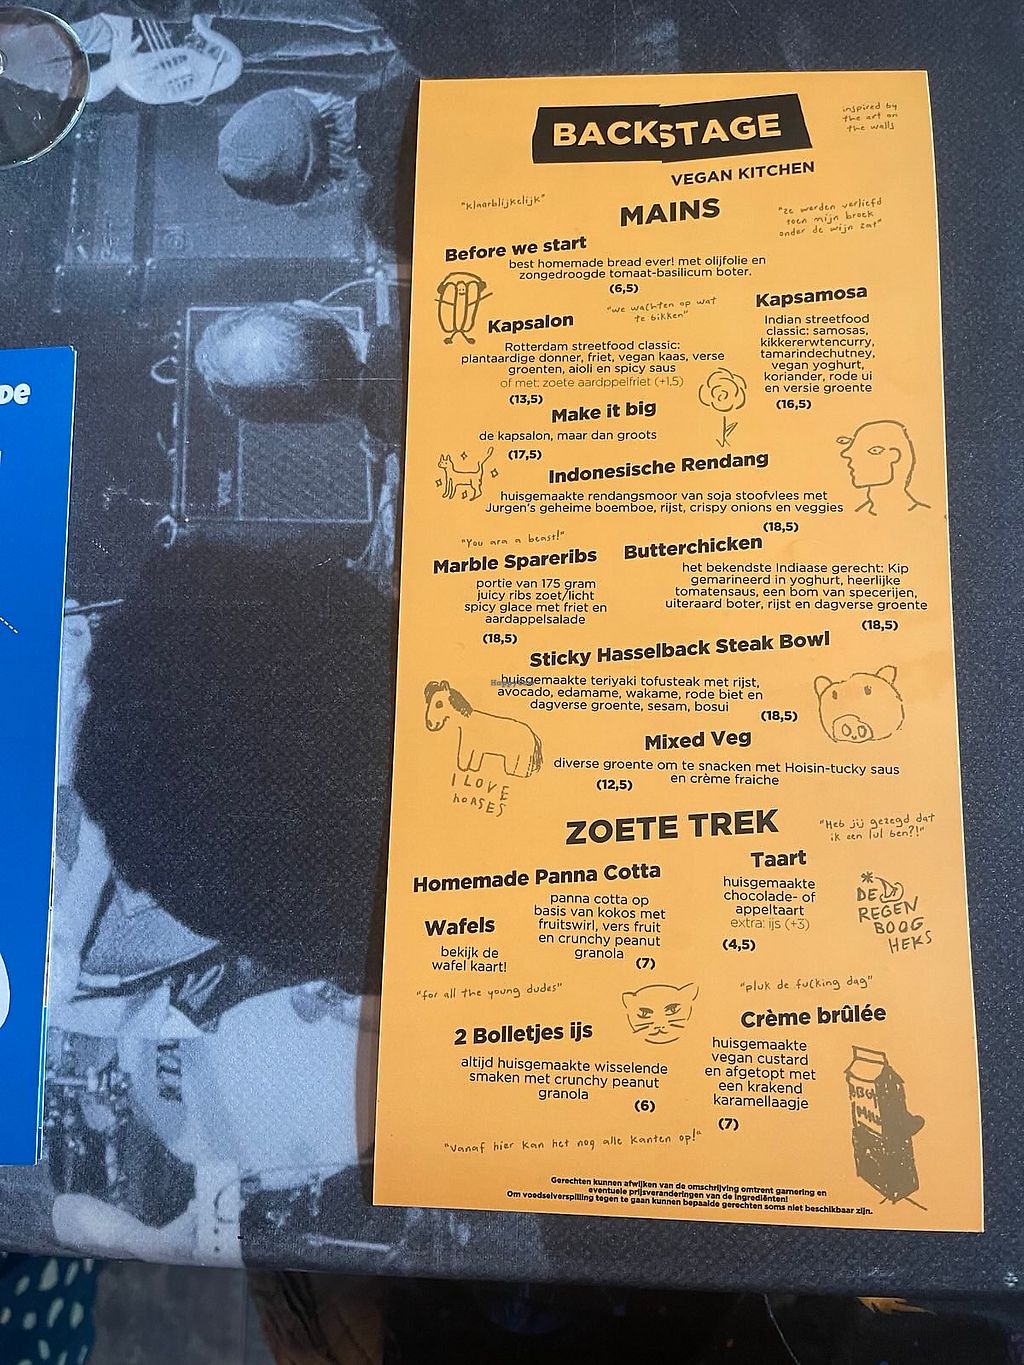 BACKSTAGE
VEGAN KITCHEN
inspired by
the art on
the walls
"klaarblijkelijk"
MAINS
"ze werden verliefd
toen mijn broek
onder de wijn zat"
Before we start
best homemade bread ever! met olijfolie en
zongedroogde tomaat-basilicum boter.
(6,5)
"we wachten op wat
te bikken"
Kapsalon
Rotterdam streetfood classic:
plantaardige donner, friet, vegan kaas, verse
groenten, aioli en spicy saus
of met: zoete aardppelfriet (+1,5)
(13,5)
Kapsamosa
Indian streetfood
classic: samosas,
kikkererwtencurry,
tamarindechutney,
vegan yoghurt,
koriander, rode ui
en versie groente
(16,5)
Make it big
de kapsalon, maar dan groots
(17,5)
Indonesische Rendang
huisgemaakte rendangsmoor van soja stoofvlees met
Jurgen's geheime boemboe, rijst, crispy onions en veggies
(18,5)
"You are a beast!"
Marble Spareribs
portie van 175 gram
juicy ribs zoet/licht
spicy glace met friet en
aardappelsalade
(18,5)
Butterchicken
het bekendste Indiaase gerecht: Kip
gemarineerd in yoghurt, heerlijke
tomatensaus, een bom van specerijen,
uiteraard boter, rijst en dagverse groente
(18,5)
Sticky Hasselback Steak Bowl
huisgemaakte teriyaki tofusteak met rijst,
avocado, edamame, wakame, rode biet en
dagverse groente, sesam, bosui
(18,5)
I LOVE
hoRSES
Mixed Veg
diverse groente om te snacken met Hoisin-tucky saus
en crème fraiche
(12,5)
ZOETE TREK
"Heb jij gezegd dat
ik een lul ben?!"
Homemade Panna Cotta
panna cotta op
basis van kokos met
fruitswirl, vers fruit
en crunchy peanut
granola
(7)
Wafels
bekijk de
wafel kaart!
Taart
huisgemaakte
chocolade- of
appeltaart
extra: ijs (+3)
(4,5)
* DE
REGEN
BOOG
HEKS
"for all the young dudes"
"pluk de fucking dag"
2 Bolletjes ijs
altijd huisgemaakte wisselende
smaken met crunchy peanut
granola
(6)
Crème brûlée
huisgemaakte
vegan custard
en afgetopt met
een krakend
karamellaagje
(7)
"Vanaf hier kan het nog alle kanten op!"
Gerechten kunnen afwijken van de omschrijving omtrent garnering en
eventuele prijsveranderingen van de ingrediënten!
Om voedselverspilling tegen te gaan kunnen bepaalde gerechten soms niet beschikbaar zijn.